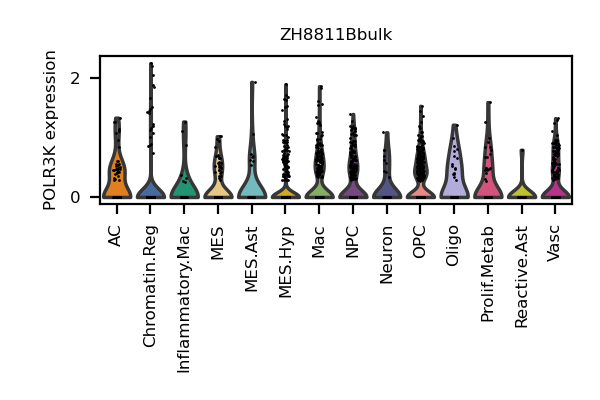 ZH8811Bbulk
POLR3K expression
2
0
AC
Chromatin.Reg
Inflammatory.Mac
MES
MES.Ast
MES.Hyp
Mac
NPC
Neuron
OPC
Oligo
Prolif.Metab
Reactive.Ast
Vasc